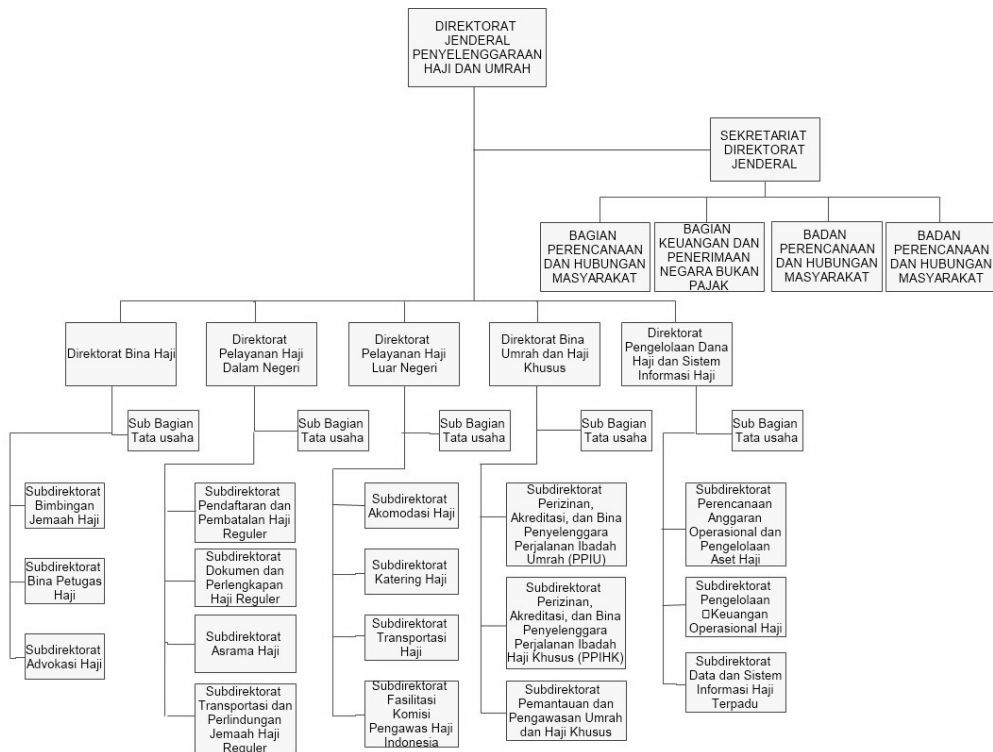 DIREKTORAT
JENDERAL
PENYELENGGARAAN
HAJI DAN UMRAH
SEKRETARIAT
DIREKTORAT
JENDERAL
BAGIAN
PERENCANAAN
DAN HUBUNGAN
MASYARAKAT
BAGIAN
KEUANGAN DAN
PENERIMAAN
NEGARA BUKAN
PAJAK
BADAN
PERENCANAAN
DAN HUBUNGAN
MASYARAKAT
BADAN
PERENCANAAN
DAN HUBUNGAN
MASYARAKAT
Direktorat Bina Haji
Direktorat
Pelayanan Haji
Dalam Negeri
Direktorat
Pelayanan Haji
Luar Negeri
Direktorat Bina
Umrah dan Haji
Khusus
Direktorat
Pengelolaan Dana
Haji dan Sistem
Informasi Haji
Sub Bagian
Tata usaha
Sub Bagian
Tata usaha
Sub Bagian
Tata usaha
Sub Bagian
Tata usaha
Sub Bagian
Tata usaha
Subdirektorat
Bimbingan
Jemaah Haji
Subdirektorat
Bina Petugas
Haji
Subdirektorat
Advokasi Haji
Subdirektorat
Pendaftaran dan
Pembatalan Haji
Reguler
Subdirektorat
Dokumen dan
Perlengkapan
Haji Reguler
Subdirektorat
Asrama Haji
Subdirektorat
Transportasi dan
Perlindungan
Jemaah Haji
Reguler
Subdirektorat
Akomodasi Haji
Subdirektorat
Katering Haji
Subdirektorat
Transportasi
Haji
Subdirektorat
Fasilitasi
Komisi
Pengawas Haji
Indonesia
Subdirektorat
Perizinan,
Akreditasi, dan Bina
Penyelenggara
Perjalanan Ibadah
Umrah (PPIU)
Subdirektorat
Perizinan,
Akreditasi, dan Bina
Penyelenggara
Perjalanan Ibadah
Haji Khusus (PPIHK)
Subdirektorat
Pemantauan dan
Pengawasan Umrah
dan Haji Khusus
Subdirektorat
Perencanaan
Anggaran
Operasional dan
Pengelolaan
Aset Haji
Subdirektorat
Pengelolaan
□Keuangan
Operasional Haji
Subdirektorat
Data dan Sistem
Informasi Haji
Terpadu